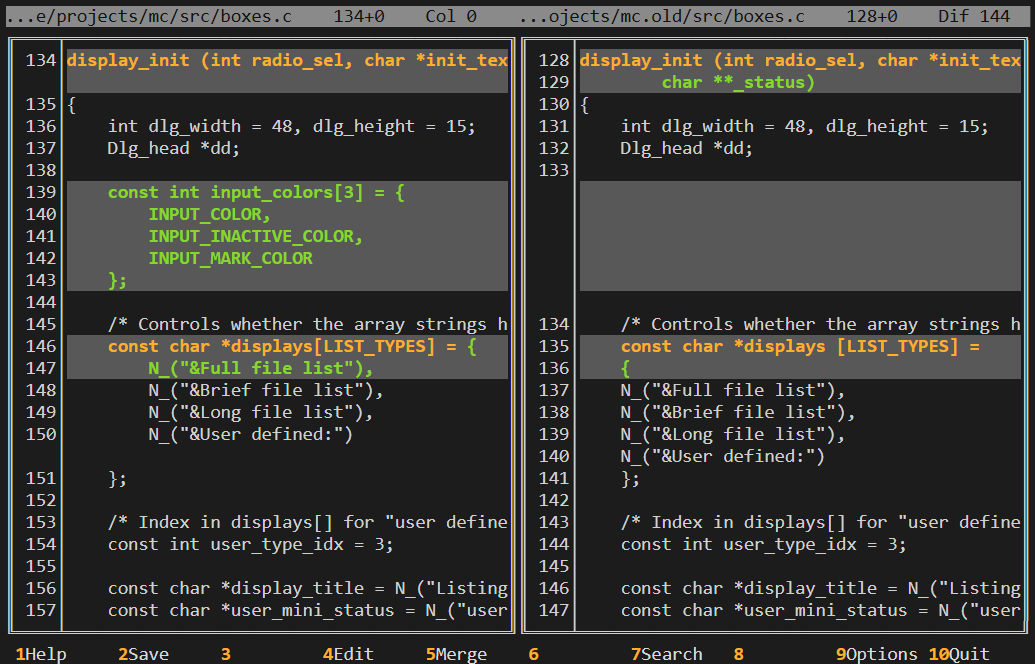 ...e/projects/mc/src/boxes.c 134+0 Col 0 ...ojects/mc.old/src/boxes.c 128+0 Dif 144
134 display_init (int radio_sel, char *init_tex
135 {
136     int dlg_width = 48, dlg_height = 15;
137     Dlg_head *dd;
138
139     const int input_colors[3] = {
140         INPUT_COLOR,
141         INPUT_INACTIVE_COLOR,
142         INPUT_MARK_COLOR
143     };
144
145     /* Controls whether the array strings h
146     const char *displays[LIST_TYPES] = {
147         N_("&Full file list"),
148         N_("&Brief file list"),
149         N_("&Long file list"),
150         N_("&User defined:")
151     };
152
153     /* Index in displays[] for "user define
154     const int user_type_idx = 3;
155
156     const char *display_title = N_("Listing
157     const char *user_mini_status = N_("user
128 display_init (int radio_sel, char *init_tex
129         char **_status)
130 {
131     int dlg_width = 48, dlg_height = 15;
132     Dlg_head *dd;
133
134     /* Controls whether the array strings h
135     const char *displays [LIST_TYPES] =
136     {
137     N_("&Full file list"),
138     N_("&Brief file list"),
139     N_("&Long file list"),
140     N_("&User defined:")
141     };
142
143     /* Index in displays[] for "user define
144     const int user_type_idx = 3;
145
146     const char *display_title = N_("Listing
147     const char *user_mini_status = N_("user
1Help 2Save 3 4Edit 5Merge 6 7Search 8 9Options 10Quit